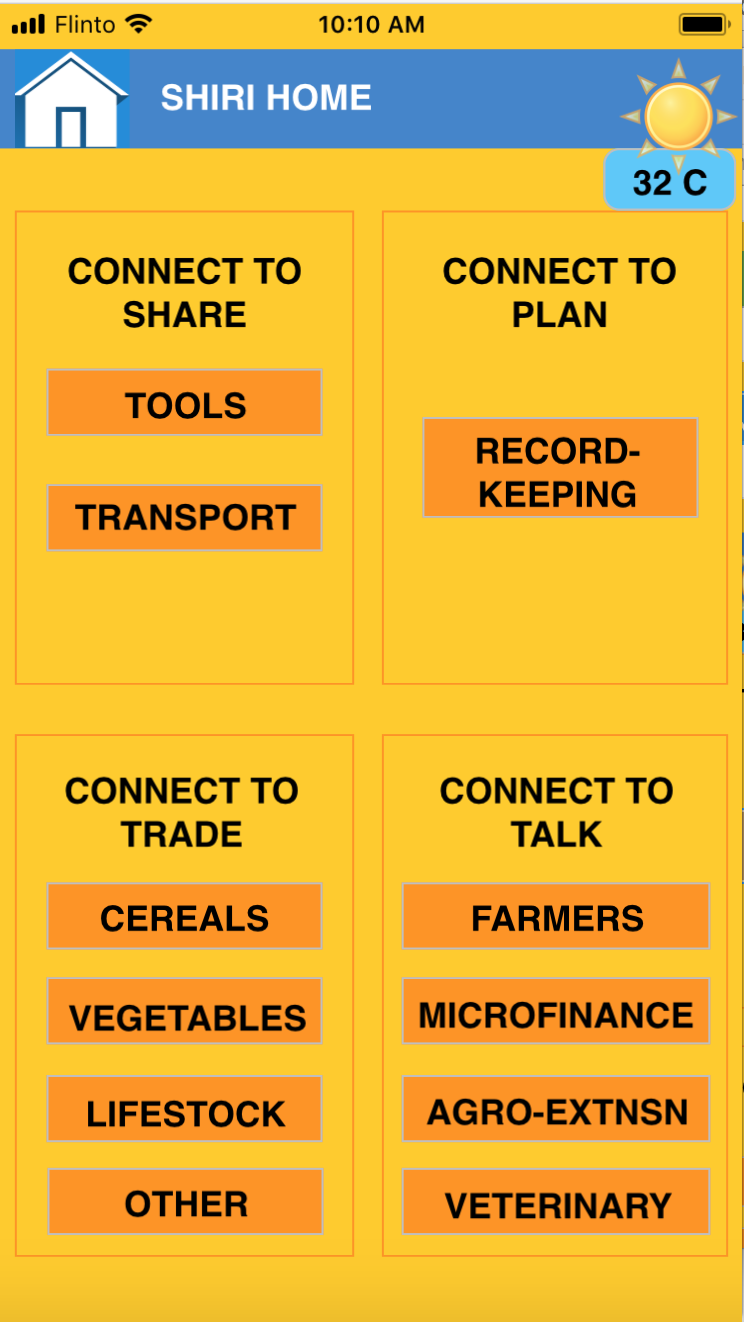 Flinto 10:10 AM
SHIRI HOME
32 C
CONNECT TO
SHARE
TOOLS
TRANSPORT
CONNECT TO
PLAN
RECORD-
KEEPING
CONNECT TO
TRADE
CEREALS
VEGETABLES
LIFESTOCK
OTHER
CONNECT TO
TALK
FARMERS
MICROFINANCE
AGRO-EXTNSN
VETERINARY